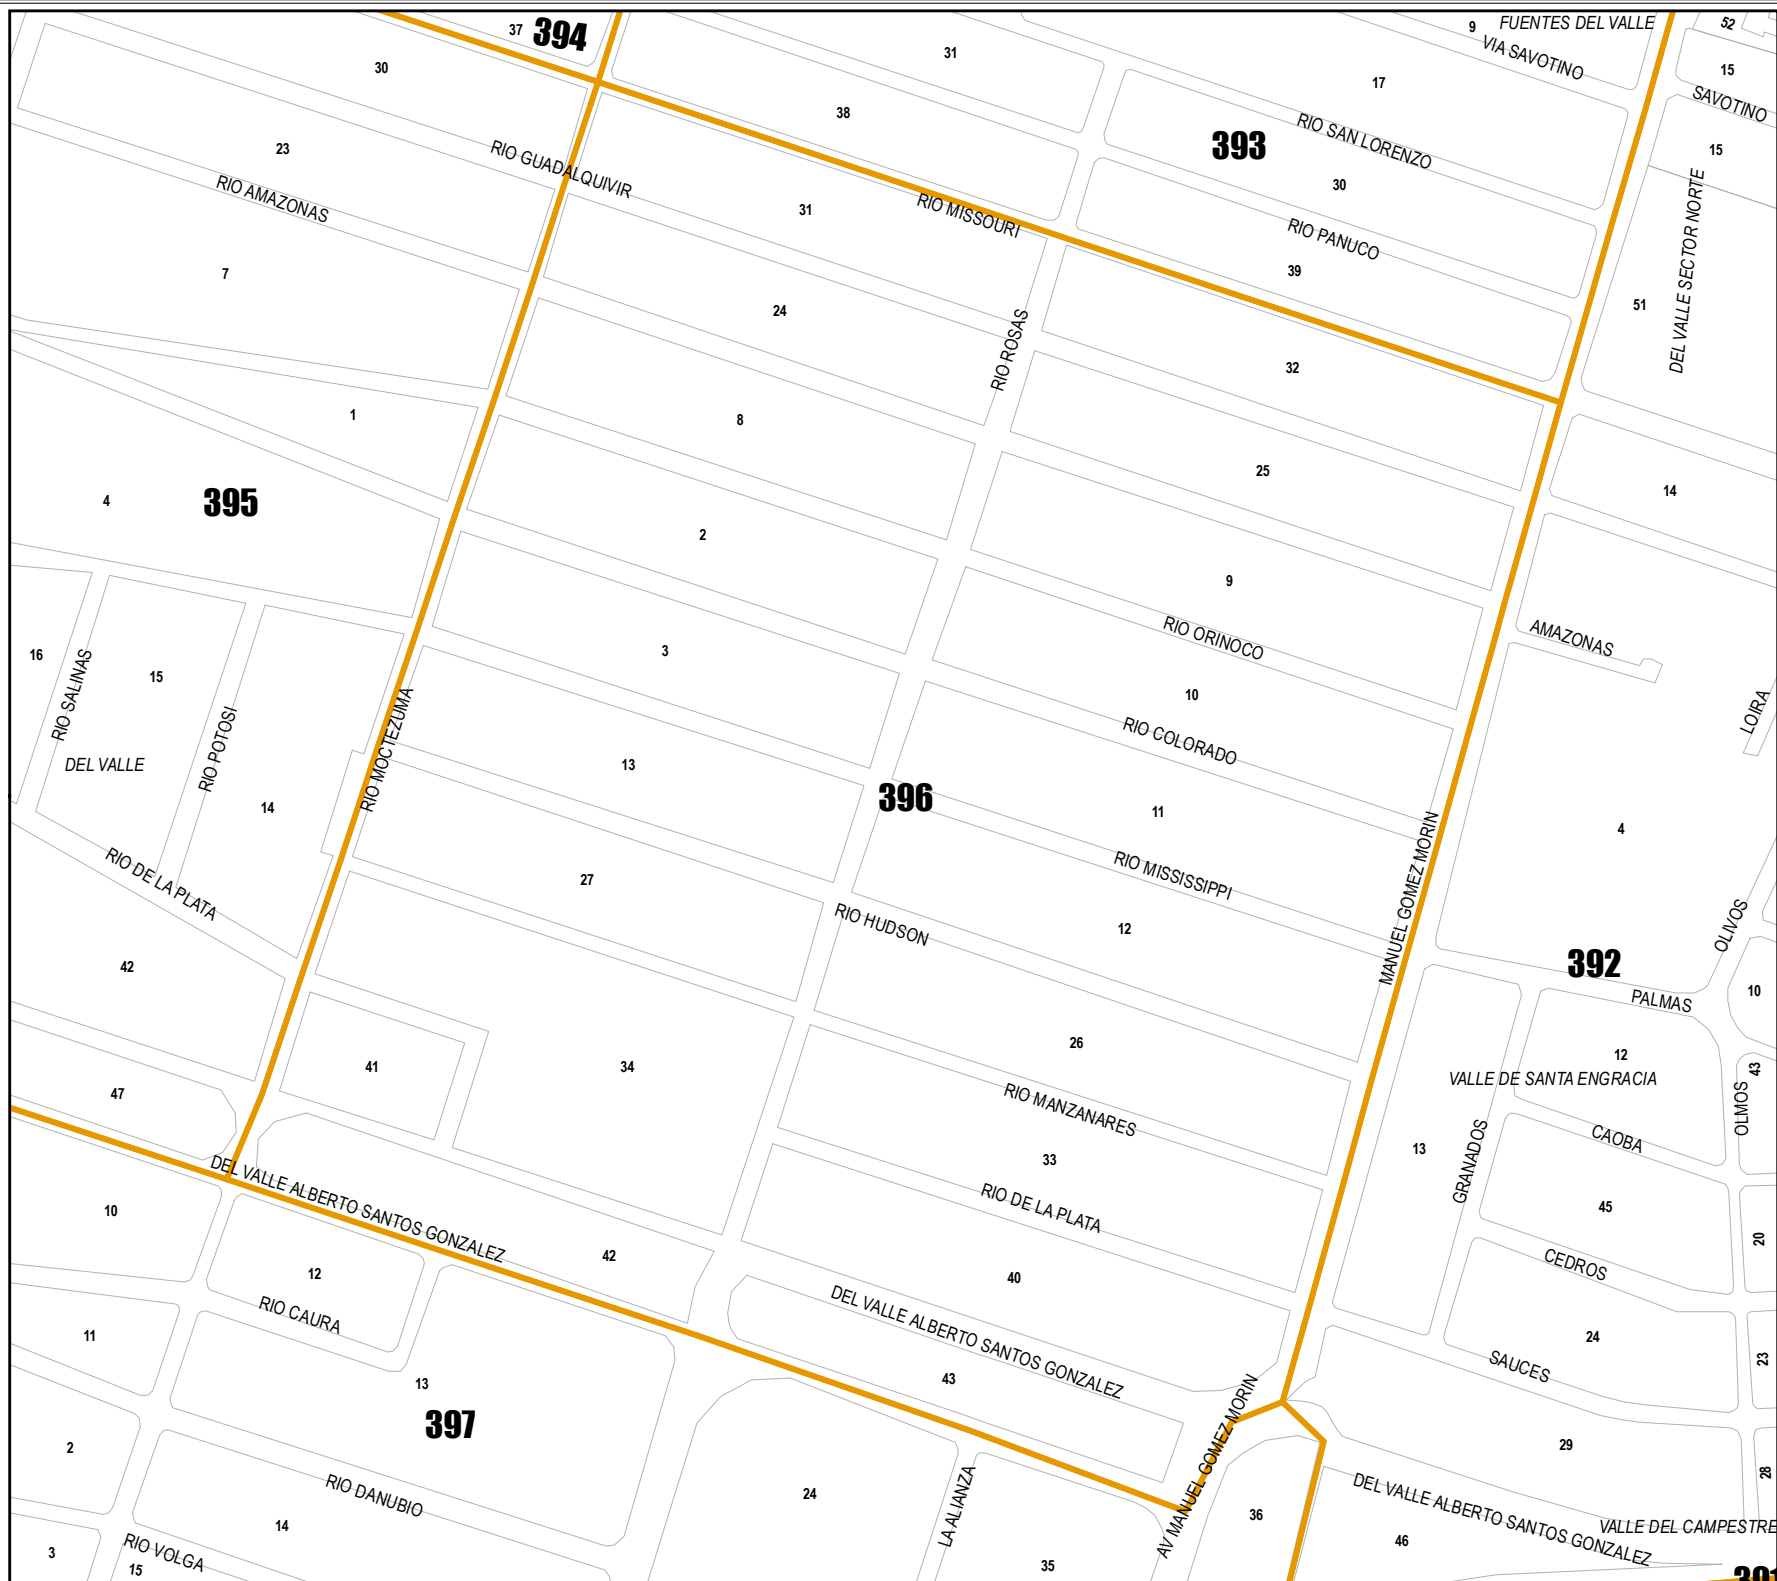 37
394
9
FUENTES DEL VALLE
52
VIA SAVOTINO
30
31
17
15
SAVOTINO
38
RIO SAN LORENZO
393
15
23
RIO GUADALQUIVIR
30
RIO AMAZONAS
31
RIO MISSOURI
RIO PANUCO
DEL VALLE SECTOR NORTE
7
39
51
24
RIO ROSAS
32
1
8
25
4
395
14
2
9
RIO ORINOCO
AMAZONAS
16
RIO SALINAS
15
3
10
LOIRA
RIO POTOSI
RIO MOCTEZUMA
RIO COLORADO
DEL VALLE
13
14
396
11
MANUEL GOMEZ MORIN
4
RIO DE LA PLATA
27
RIO MISSISSIPPI
RIO HUDSON
12
OLIVOS
42
392
10
PALMAS
41
34
26
12
43
47
RIO MANZANARES
VALLE DE SANTA ENGRACIA
OLMOS
CAOBA
DEL VALLE ALBERTO SANTOS GONZALEZ
33
13
GRANADOS
10
RIO DE LA PLATA
45
20
12
42
40
CEDROS
RIO CAURA
DEL VALLE ALBERTO SANTOS GONZALEZ
11
24
23
13
43
SAUCES
397
AV MANUEL GOMEZ MORIN
2
29
28
RIO DANUBIO
24
LA ALIANZA
36
DEL VALLE ALBERTO SANTOS GONZALEZ
14
VALLE DEL CAMPESTRE
3
RIO VOLGA
46
15
35